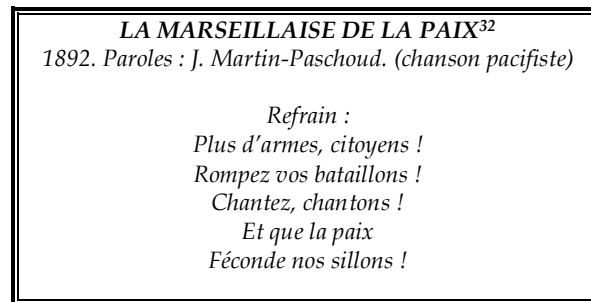 LA MARSEILLAISE DE LA PAIX³²
1892. Paroles : J. Martin-Paschoud. (chanson pacifiste)
Refrain :
Plus d’armes, citoyens !
Rompez vos bataillons !
Chantez, chantons !
Et que la paix
Féconde nos sillons !